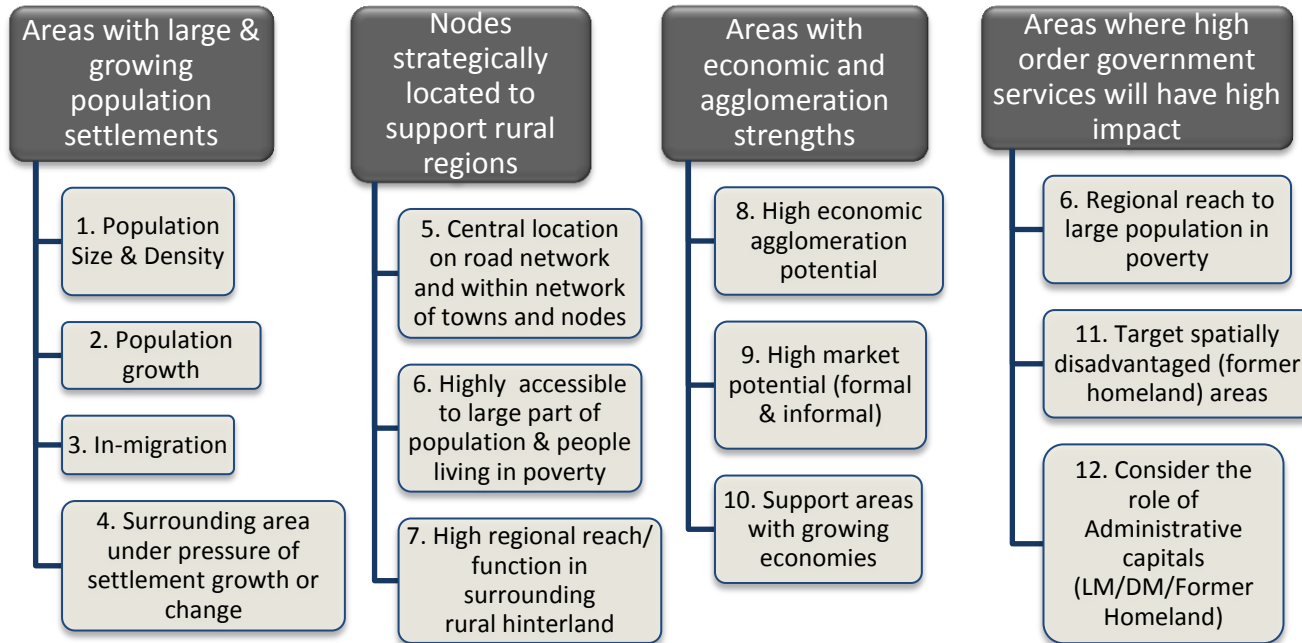 Areas with large &
growing
population
settlements
1. Population
Size & Density
2. Population
growth
3. In-migration
4. Surrounding area
under pressure of
settlement growth or
change
Nodes
strategically
located to
support rural
regions
5. Central location
on road network
and within network
of towns and nodes
6. Highly  accessible
to large part of
population & people
living in poverty
7. High regional reach/
function in
surrounding
rural hinterland
Areas with
economic and
agglomeration
strengths
8. High economic
agglomeration
potential
9. High market
potential (formal
& informal)
10. Support areas
with growing
economies
Areas where high
order government
services will have high
impact
6. Regional reach to
large population in
poverty
11. Target spatially
disadvantaged (former
homeland) areas
12. Consider the
role of
Administrative
capitals
(LM/DM/Former
Homeland)